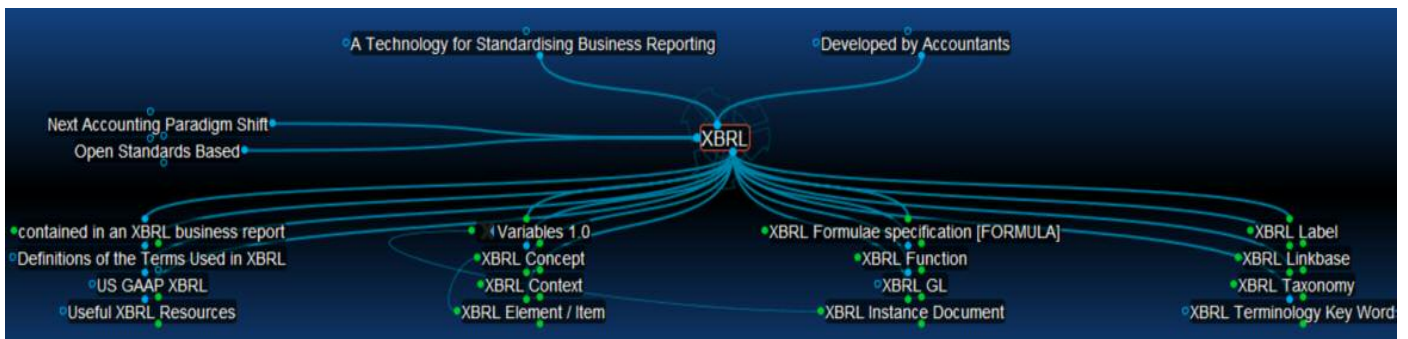 A Technology for Standardising Business Reporting
Developed by Accountants
Next Accounting Paradigm Shift
XBRL
Open Standards Based
contained in an XBRL business report
Variables 1.0
XBRL Formulae specification [FORMULA]
XBRL Label
Definitions of the Terms Used in XBRL
XBRL Concept
XBRL Function
XBRL Linkbase
US GAAP XBRL
XBRL Context
XBRL GL
XBRL Taxonomy
Useful XBRL Resources
XBRL Element / Item
XBRL Instance Document
XBRL Terminology Key Words